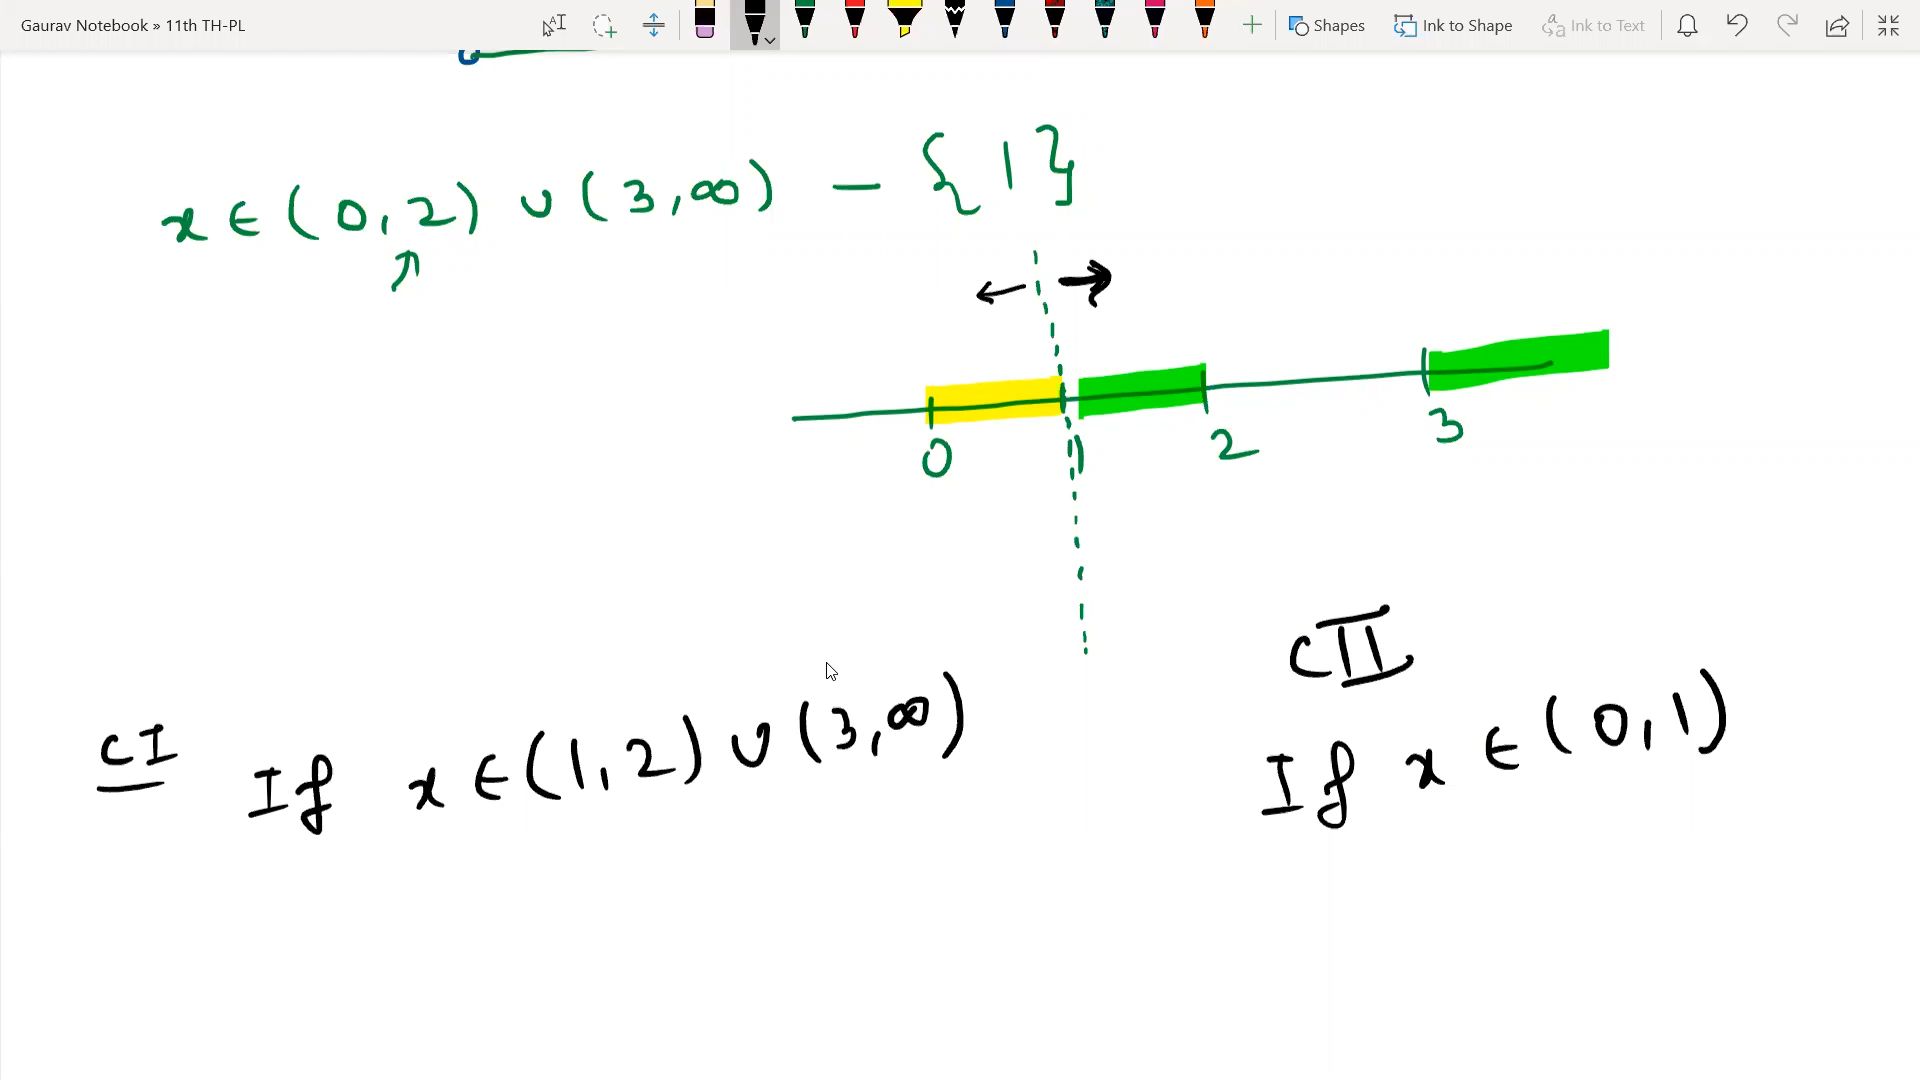 Gaurav Notebook » 11th TH-PL
Shapes
Ink to Shape
Ink to Text
x ∈ (0,2) ∪ (3,∞) - {1}
0 1 2 3
CI If x ∈ (1,2) ∪ (3,∞)
CII
If x ∈ (0,1)